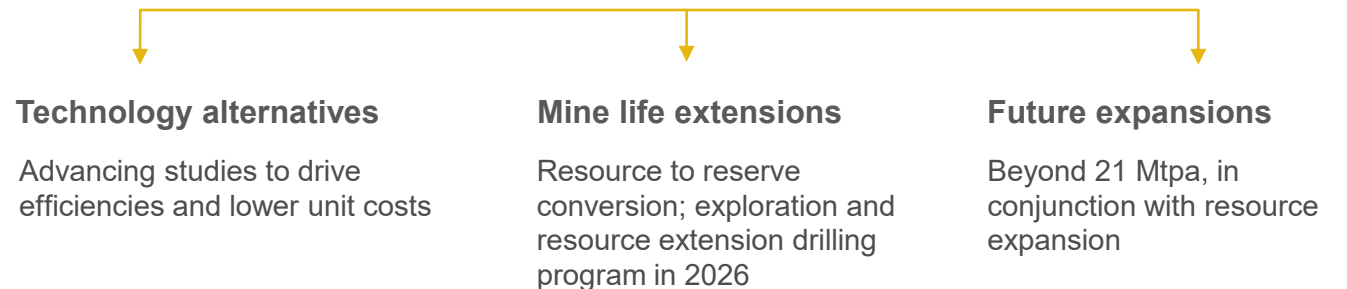 Technology alternatives
Advancing studies to drive
efficiencies and lower unit costs
Mine life extensions
Resource to reserve
conversion; exploration and
resource extension drilling
program in 2026
Future expansions
Beyond 21 Mtpa, in
conjunction with resource
expansion